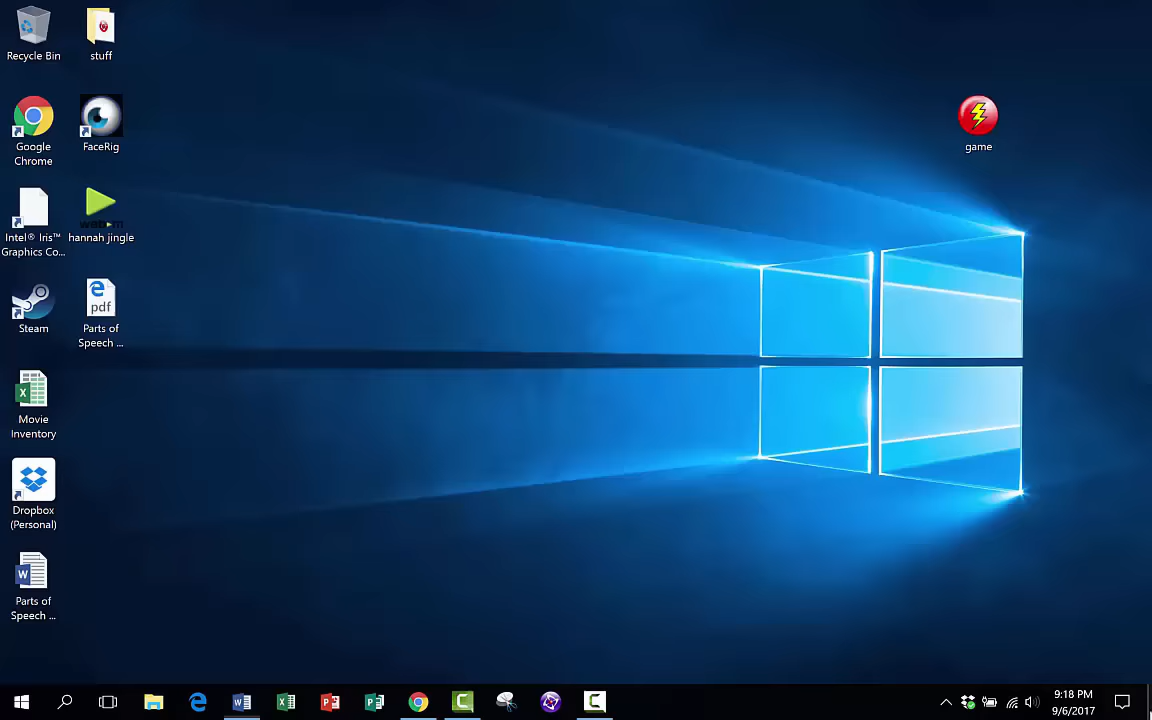 Recycle Bin
stuff
Google
Chrome
FaceRig
game
Intel® Iris™
Graphics Co...
hannah jingle
Steam
pdf
Parts of
Speech ...
Movie
Inventory
Dropbox
(Personal)
Parts of
Speech ...
9:18 PM
9/6/2017